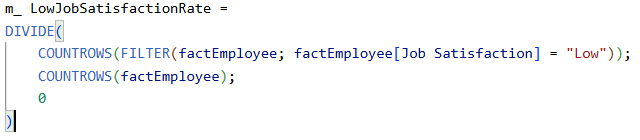 m_ LowJobSatisfactionRate =
DIVIDE(
COUNTROWS(FILTER(factEmployee; factEmployee[Job Satisfaction] = "Low"));
COUNTROWS(factEmployee);
0
)